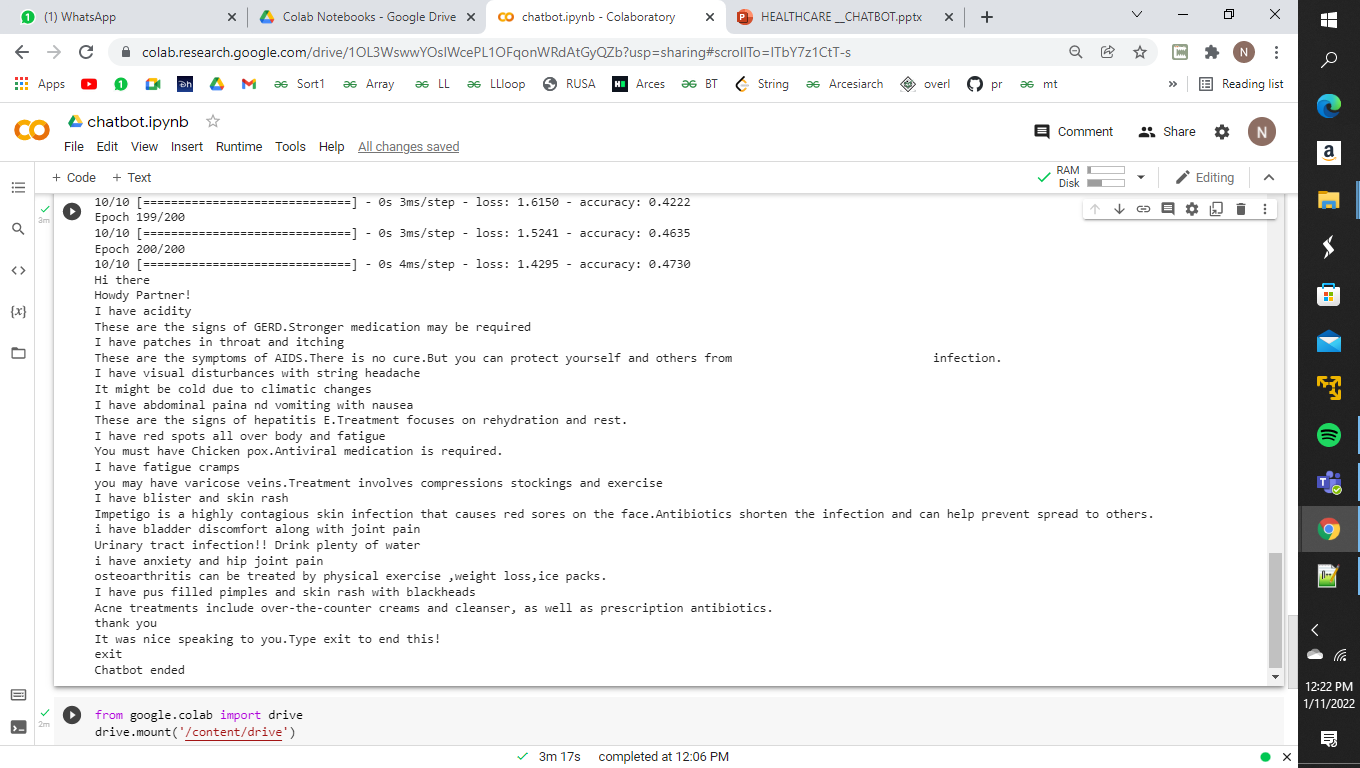 (1) WhatsApp
Colab Notebooks - Google Drive
chatbot.ipynb - Colaboratory
HEALTHCARE __CHATBOT.pptx
colab.research.google.com/drive/1OL3WswwYOsIWcePL1OFqonWRdAtGyQZb?usp=sharing#scrollTo=ITbY7z1CtT-s
N
Apps
Sort1
Array
LL
LLloop
RUSA
Arces
BT
String
Arcesiarch
overl
pr
mt
Reading list
chatbot.ipynb
File Edit View Insert Runtime Tools Help All changes saved
Comment Share N
+ Code + Text
RAM
Disk
Editing
3m
10/10 [==============================] - 0s 3ms/step - loss: 1.6150 - accuracy: 0.4222
Epoch 199/200
10/10 [==============================] - 0s 3ms/step - loss: 1.5241 - accuracy: 0.4635
Epoch 200/200
10/10 [==============================] - 0s 4ms/step - loss: 1.4295 - accuracy: 0.4730
Hi there
Howdy Partner!
I have acidity
These are the signs of GERD.Stronger medication may be required
I have patches in throat and itching
These are the symptoms of AIDS.There is no cure.But you can protect yourself and others from infection.
I have visual disturbances with string headache
It might be cold due to climatic changes
I have abdominal paina nd vomiting with nausea
These are the signs of hepatitis E.Treatment focuses on rehydration and rest.
I have red spots all over body and fatigue
You must have Chicken pox.Antiviral medication is required.
I have fatigue cramps
you may have varicose veins.Treatment involves compressions stockings and exercise
I have blister and skin rash
Impetigo is a highly contagious skin infection that causes red sores on the face.Antibiotics shorten the infection and can help prevent spread to others.
i have bladder discomfort along with joint pain
Urinary tract infection!! Drink plenty of water
i have anxiety and hip joint pain
osteoarthritis can be treated by physical exercise ,weight loss,ice packs.
I have pus filled pimples and skin rash with blackheads
Acne treatments include over-the-counter creams and cleanser, as well as prescription antibiotics.
thank you
It was nice speaking to you.Type exit to end this!
exit
Chatbot ended
2m
from google.colab import drive
drive.mount('/content/drive')
3m 17s completed at 12:06 PM
12:22 PM
1/11/2022